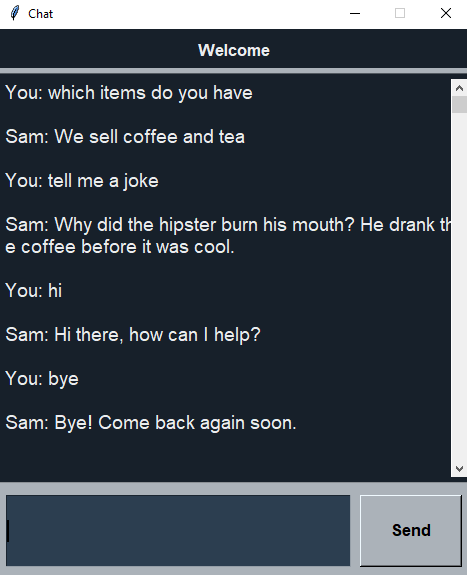 Chat
Welcome
You: which items do you have
Sam: We sell coffee and tea
You: tell me a joke
Sam: Why did the hipster burn his mouth? He drank th
e coffee before it was cool.
You: hi
Sam: Hi there, how can I help?
You: bye
Sam: Bye! Come back again soon.
Send